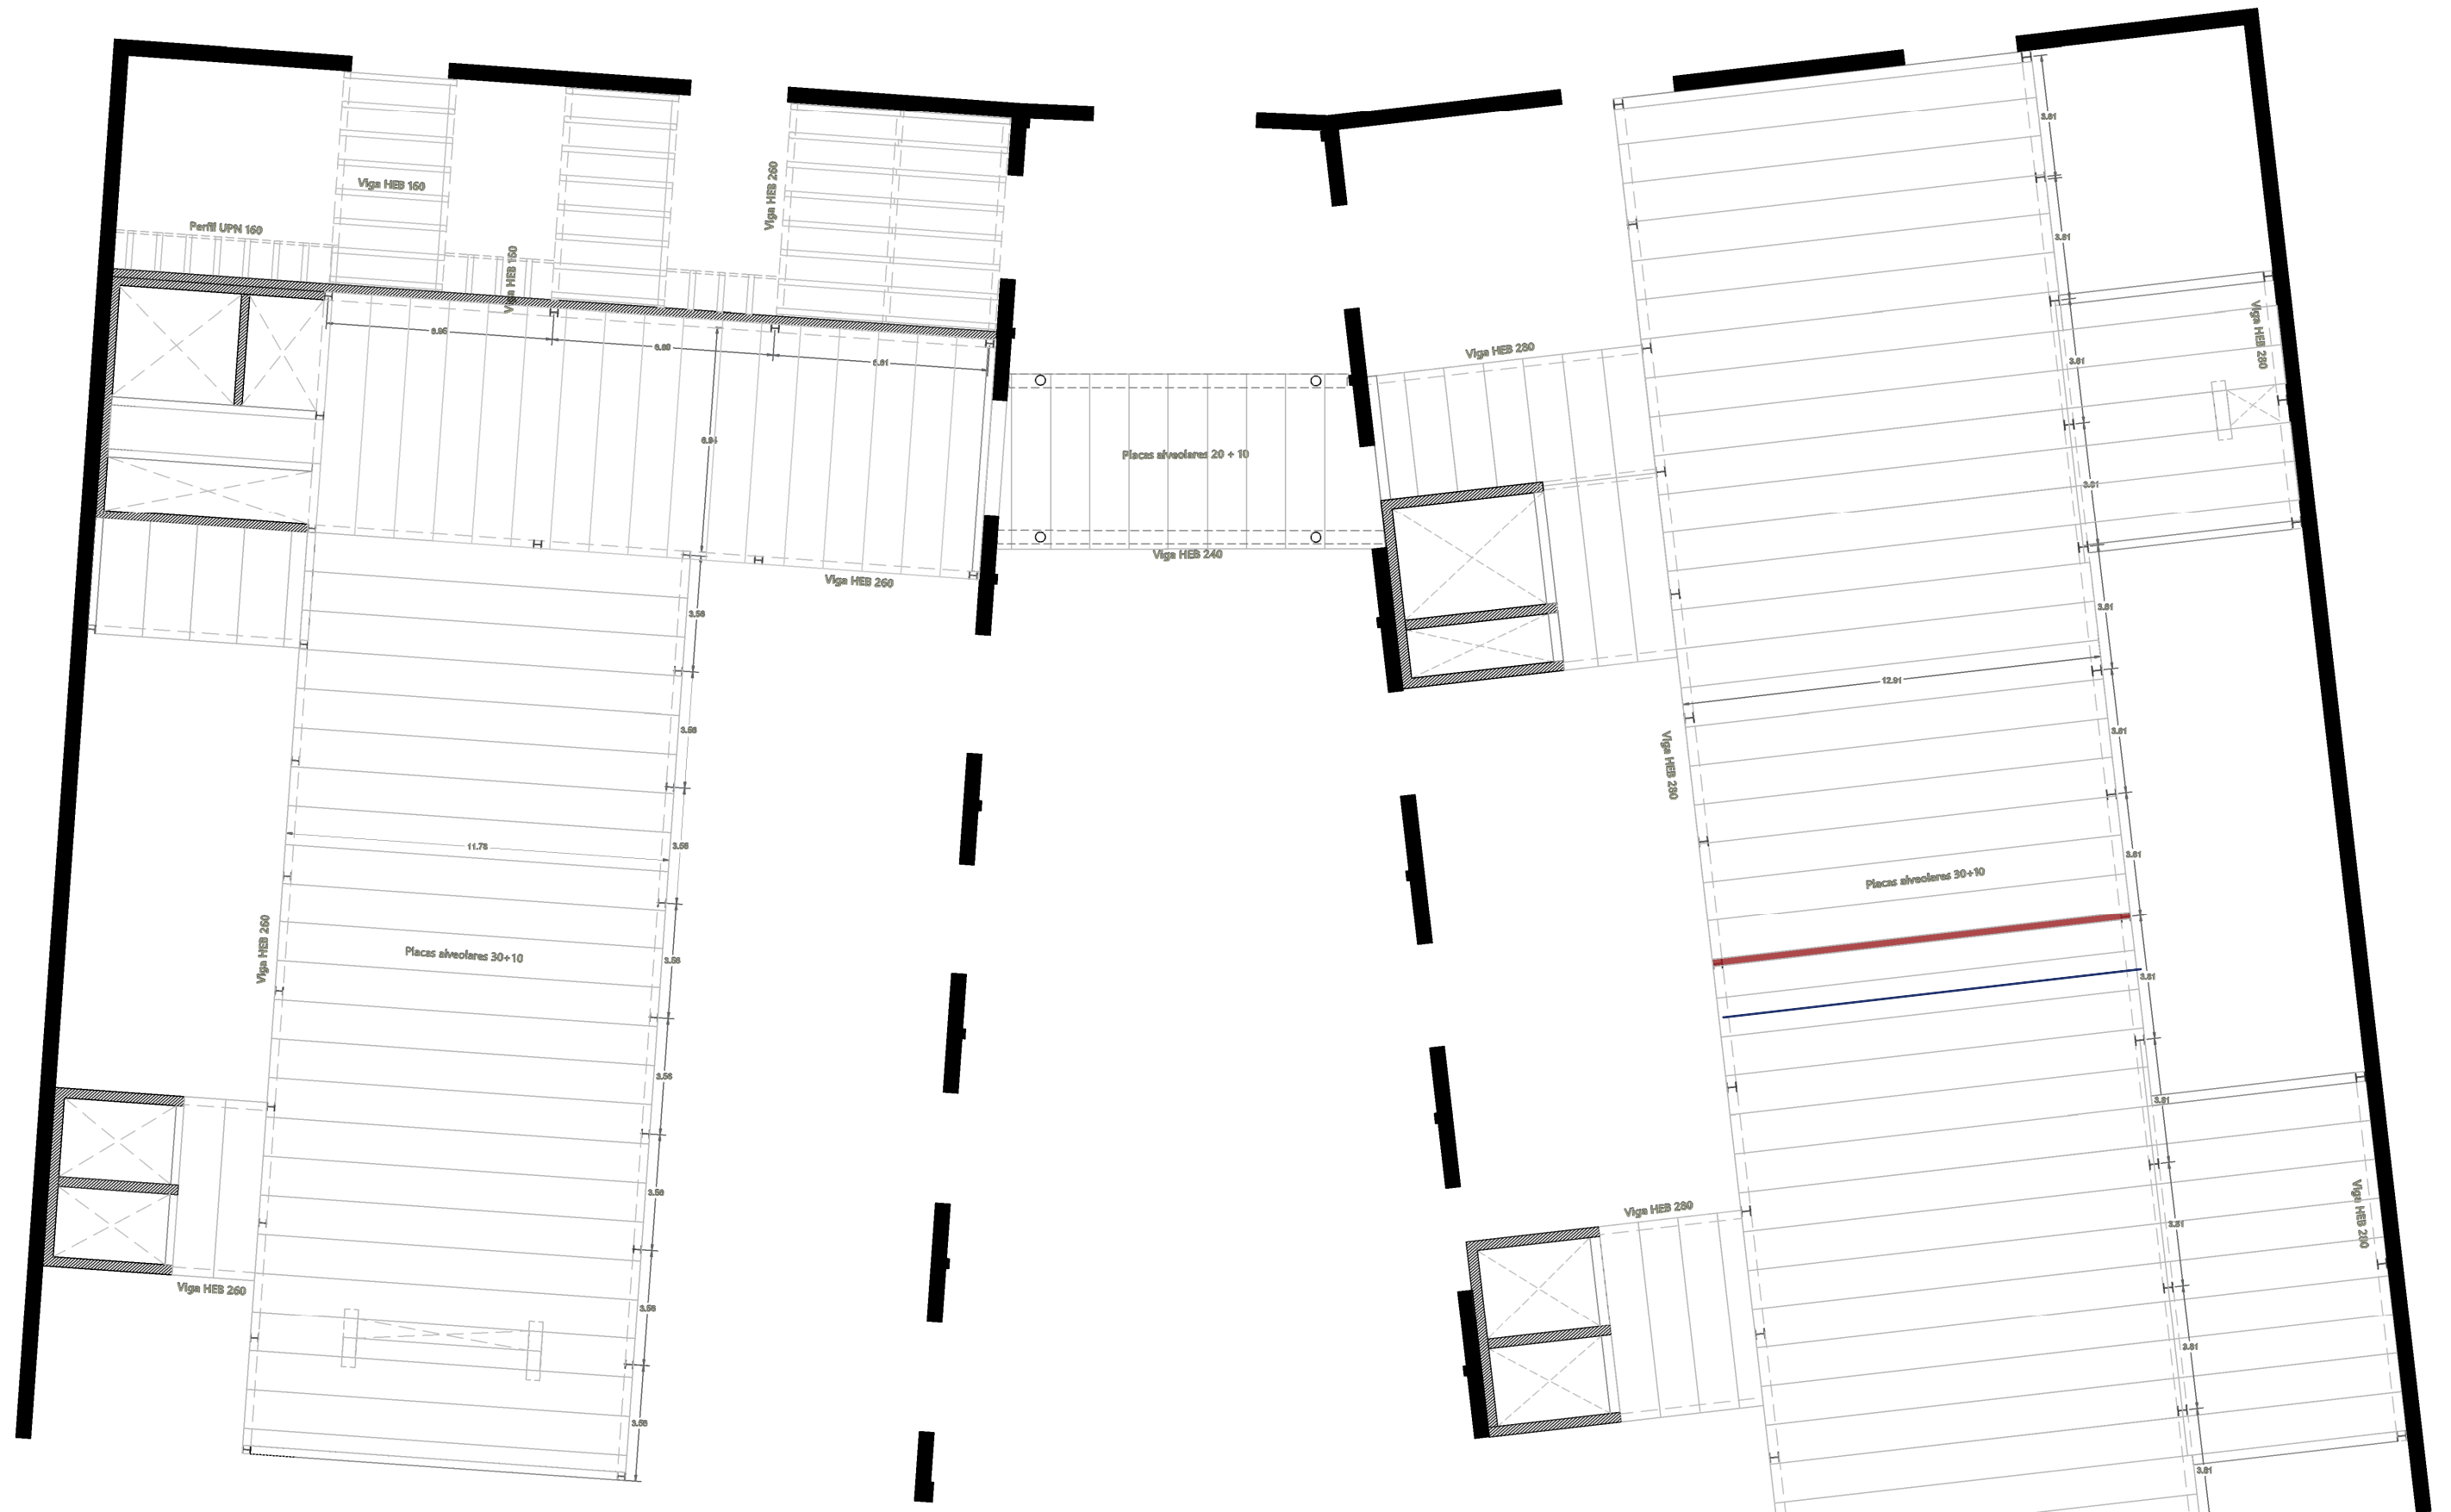 Viga HEB 160
Perfil UPN 160
Viga HEB 160
Viga HEB 260
6.95
6.80
6.94
Viga HEB 260
Placas alveolares 20 + 10
Viga HEB 240
Viga HEB 280
3.81
3.81
3.81
3.81
3.81
3.81
3.81
3.81
3.81
3.81
3.81
3.81
Viga HEB 280
12.91
Viga HEB 280
Placas alveolares 30+10
Viga HEB 280
Viga HEB 280
3.56
3.56
3.56
3.56
3.56
3.56
3.56
3.56
11.78
Viga HEB 260
Placas alveolares 30+10
Viga HEB 260